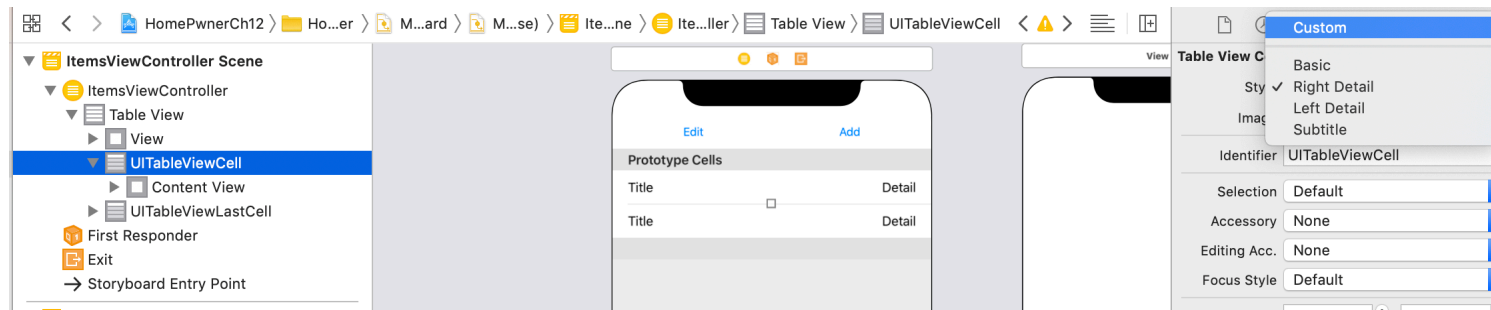 HomePwnerCh12 Ho...er M...ard M...se) Ite...ne Ite...ller Table View UITableViewCell
ItemsViewController Scene
ItemsViewController
Table View
View
UITableViewCell
Content View
UITableViewLastCell
First Responder
Exit
Storyboard Entry Point
Edit Add
Prototype Cells
Title Detail
Title Detail
View
Table View C
Sty
Imag
Custom
Basic
Right Detail
Left Detail
Subtitle
Identifier UITableViewCell
Selection Default
Accessory None
Editing Acc. None
Focus Style Default